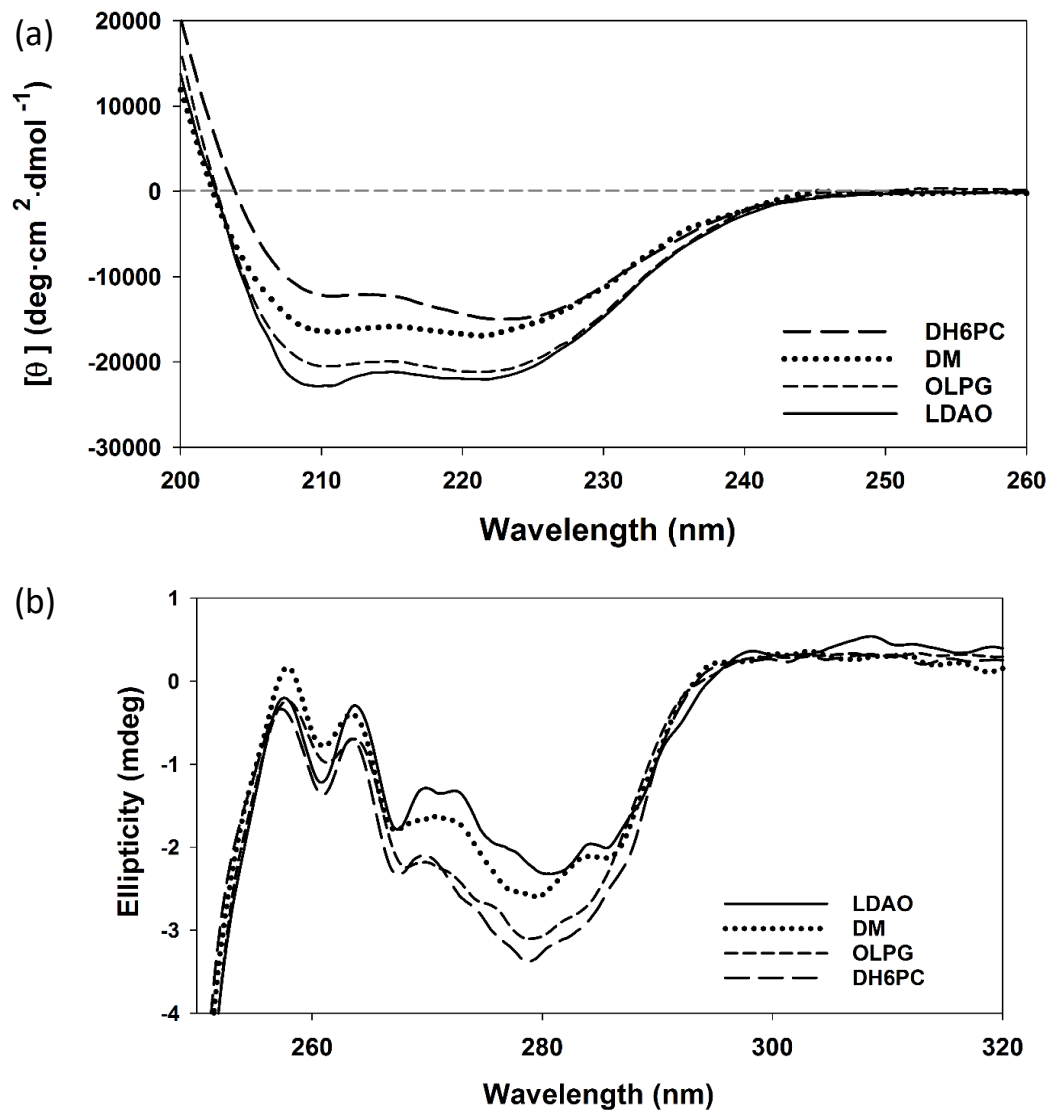 (a)
20000
10000
0
-10000
-20000
-30000
[θ] (deg·cm²·dmol⁻¹)
DH6PC
DM
OLPG
LDAO
200 210 220 230 240 250 260
Wavelength (nm)
(b)
1
0
-1
-2
-3
-4
Ellipticity (mdeg)
LDAO
DM
OLPG
DH6PC
260 280 300 320
Wavelength (nm)